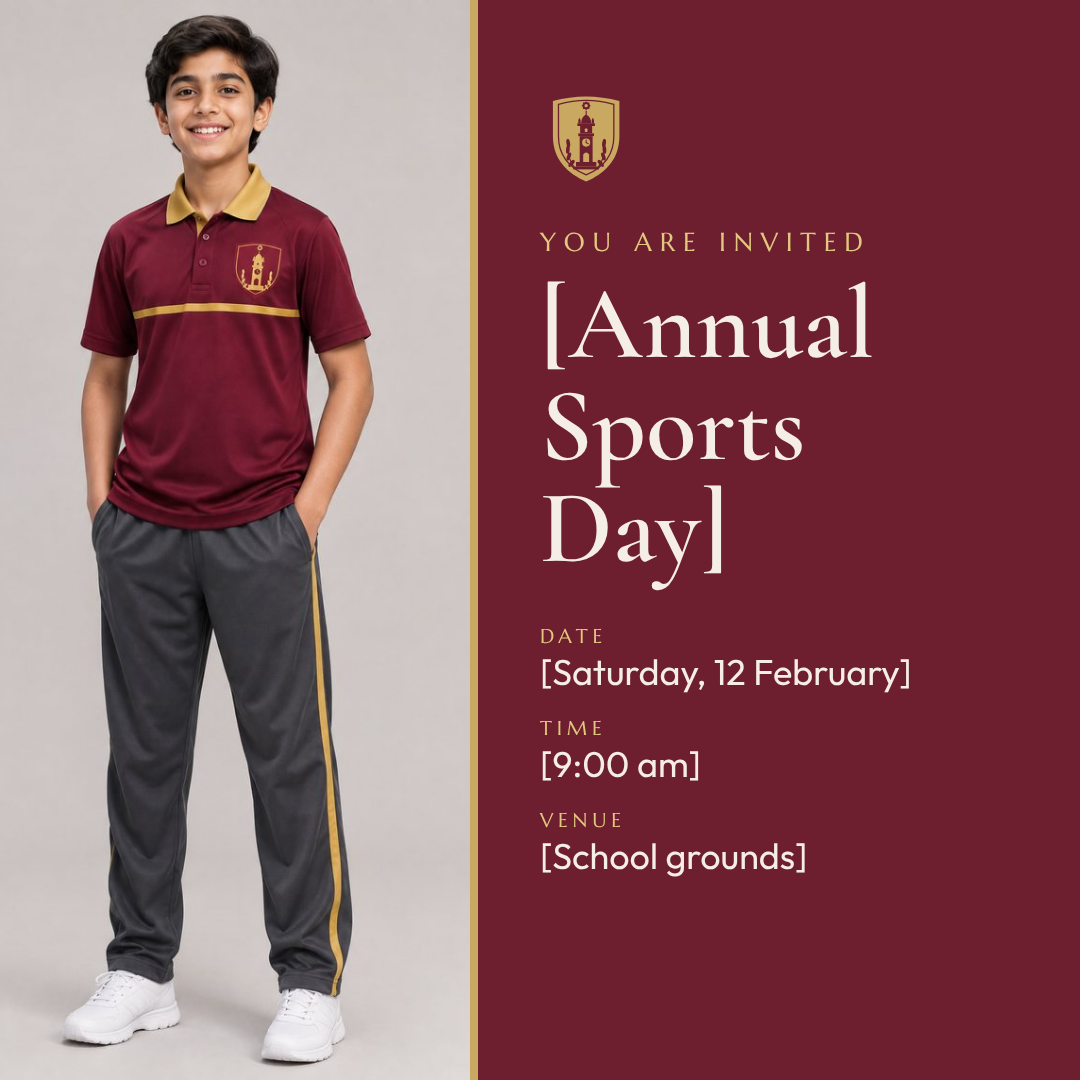 YOU ARE INVITED
[Annual
Sports
Day]
DATE
[Saturday, 12 February]
TIME
[9:00 am]
VENUE
[School grounds]